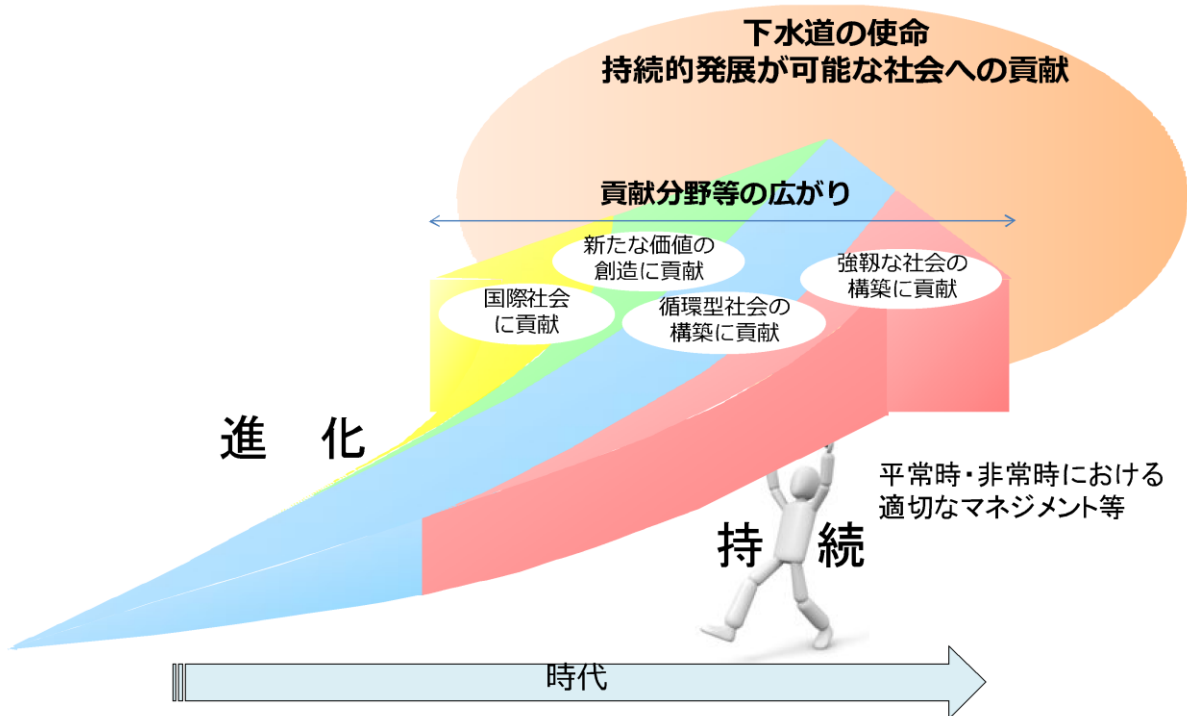 下水道の使命
持続的発展が可能な社会への貢献
貢献分野等の広がり
新たな価値の
創造に貢献
強靱な社会の
構築に貢献
国際社会
に貢献
循環型社会の
構築に貢献
進 化
平常時・非常時における
適切なマネジメント等
持 続
時代